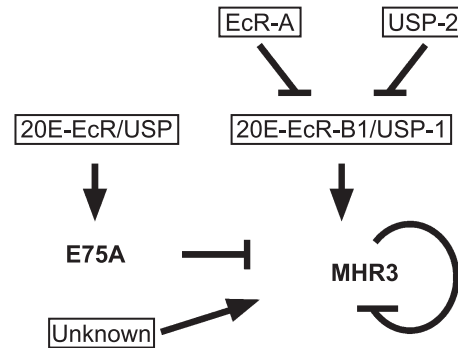 EcR-A
USP-2
20E-EcR/USP
20E-EcR-B1/USP-1
E75A
MHR3
Unknown